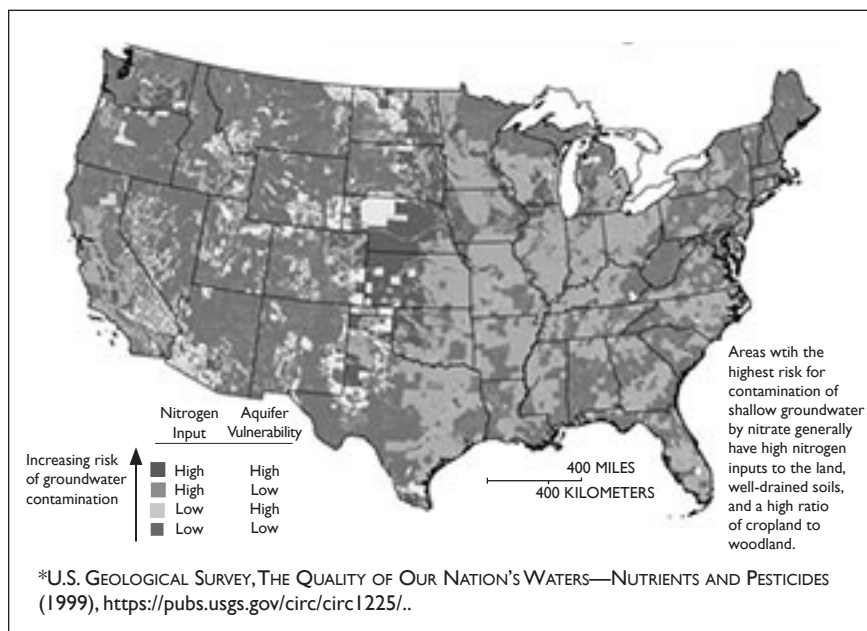 Areas wtih the
highest risk for
contamination of
shallow groundwater
by nitrate generally
have high nitrogen
inputs to the land,
well-drained soils,
and a high ratio
of cropland to
woodland.
Nitrogen Aquifer
Input Vulnerability
Increasing risk
of groundwater
contamination
High High
High Low
Low High
Low Low
400 MILES
400 KILOMETERS
*U.S. GEOLOGICAL SURVEY, THE QUALITY OF OUR NATION'S WATERS—NUTRIENTS AND PESTICIDES
(1999), https://pubs.usgs.gov/circ/circ1225/..